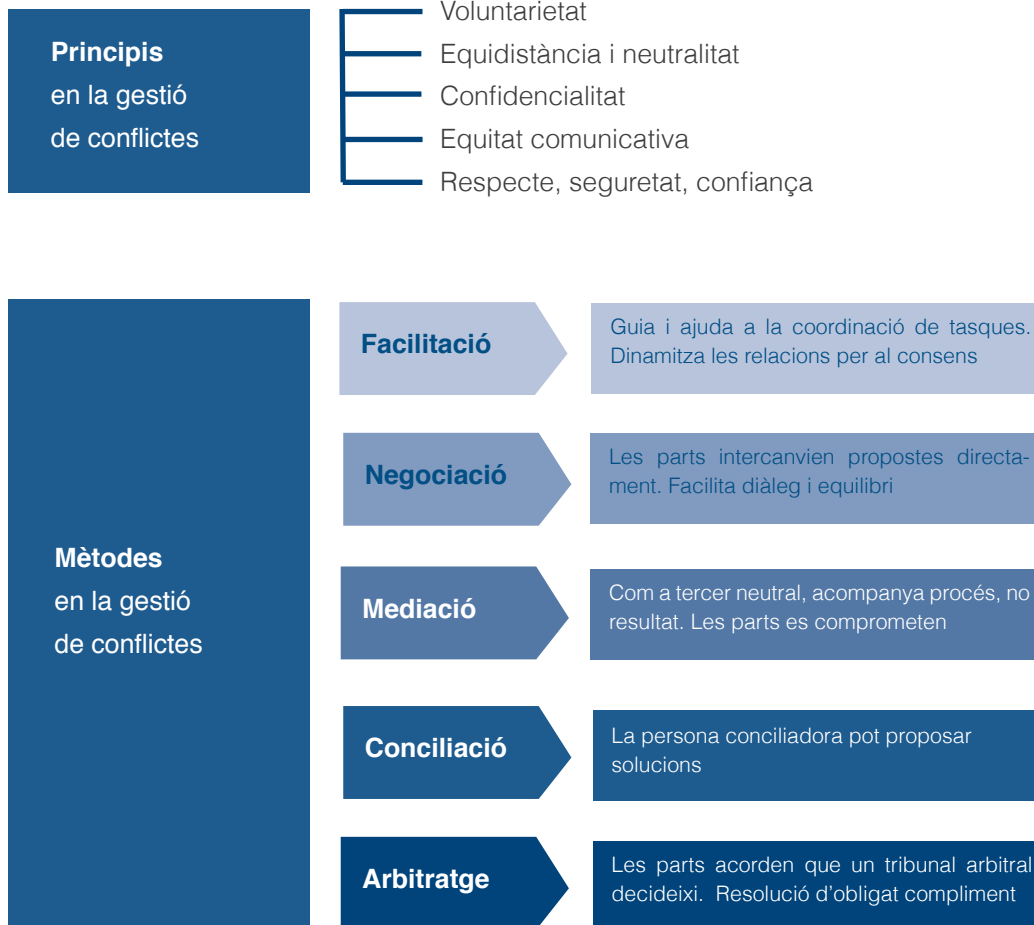 Principis
en la gestió
de conflictes
Voluntarietat
Equidistància i neutralitat
Confidencialitat
Equitat comunicativa
Respecte, seguretat, confiança
Mètodes
en la gestió
de conflictes
Facilitació
Guia i ajuda a la coordinació de tasques.
Dinamitza les relacions per al consens
Negociació
Les parts intercanvien propostes directa-
ment. Facilita diàleg i equilibri
Mediació
Com a tercer neutral, acompanya procés, no
resultat. Les parts es comprometen
Conciliació
La persona conciliadora pot proposar
solucions
Arbitratge
Les parts acorden que un tribunal arbitral
decideixi. Resolució d’obligat compliment